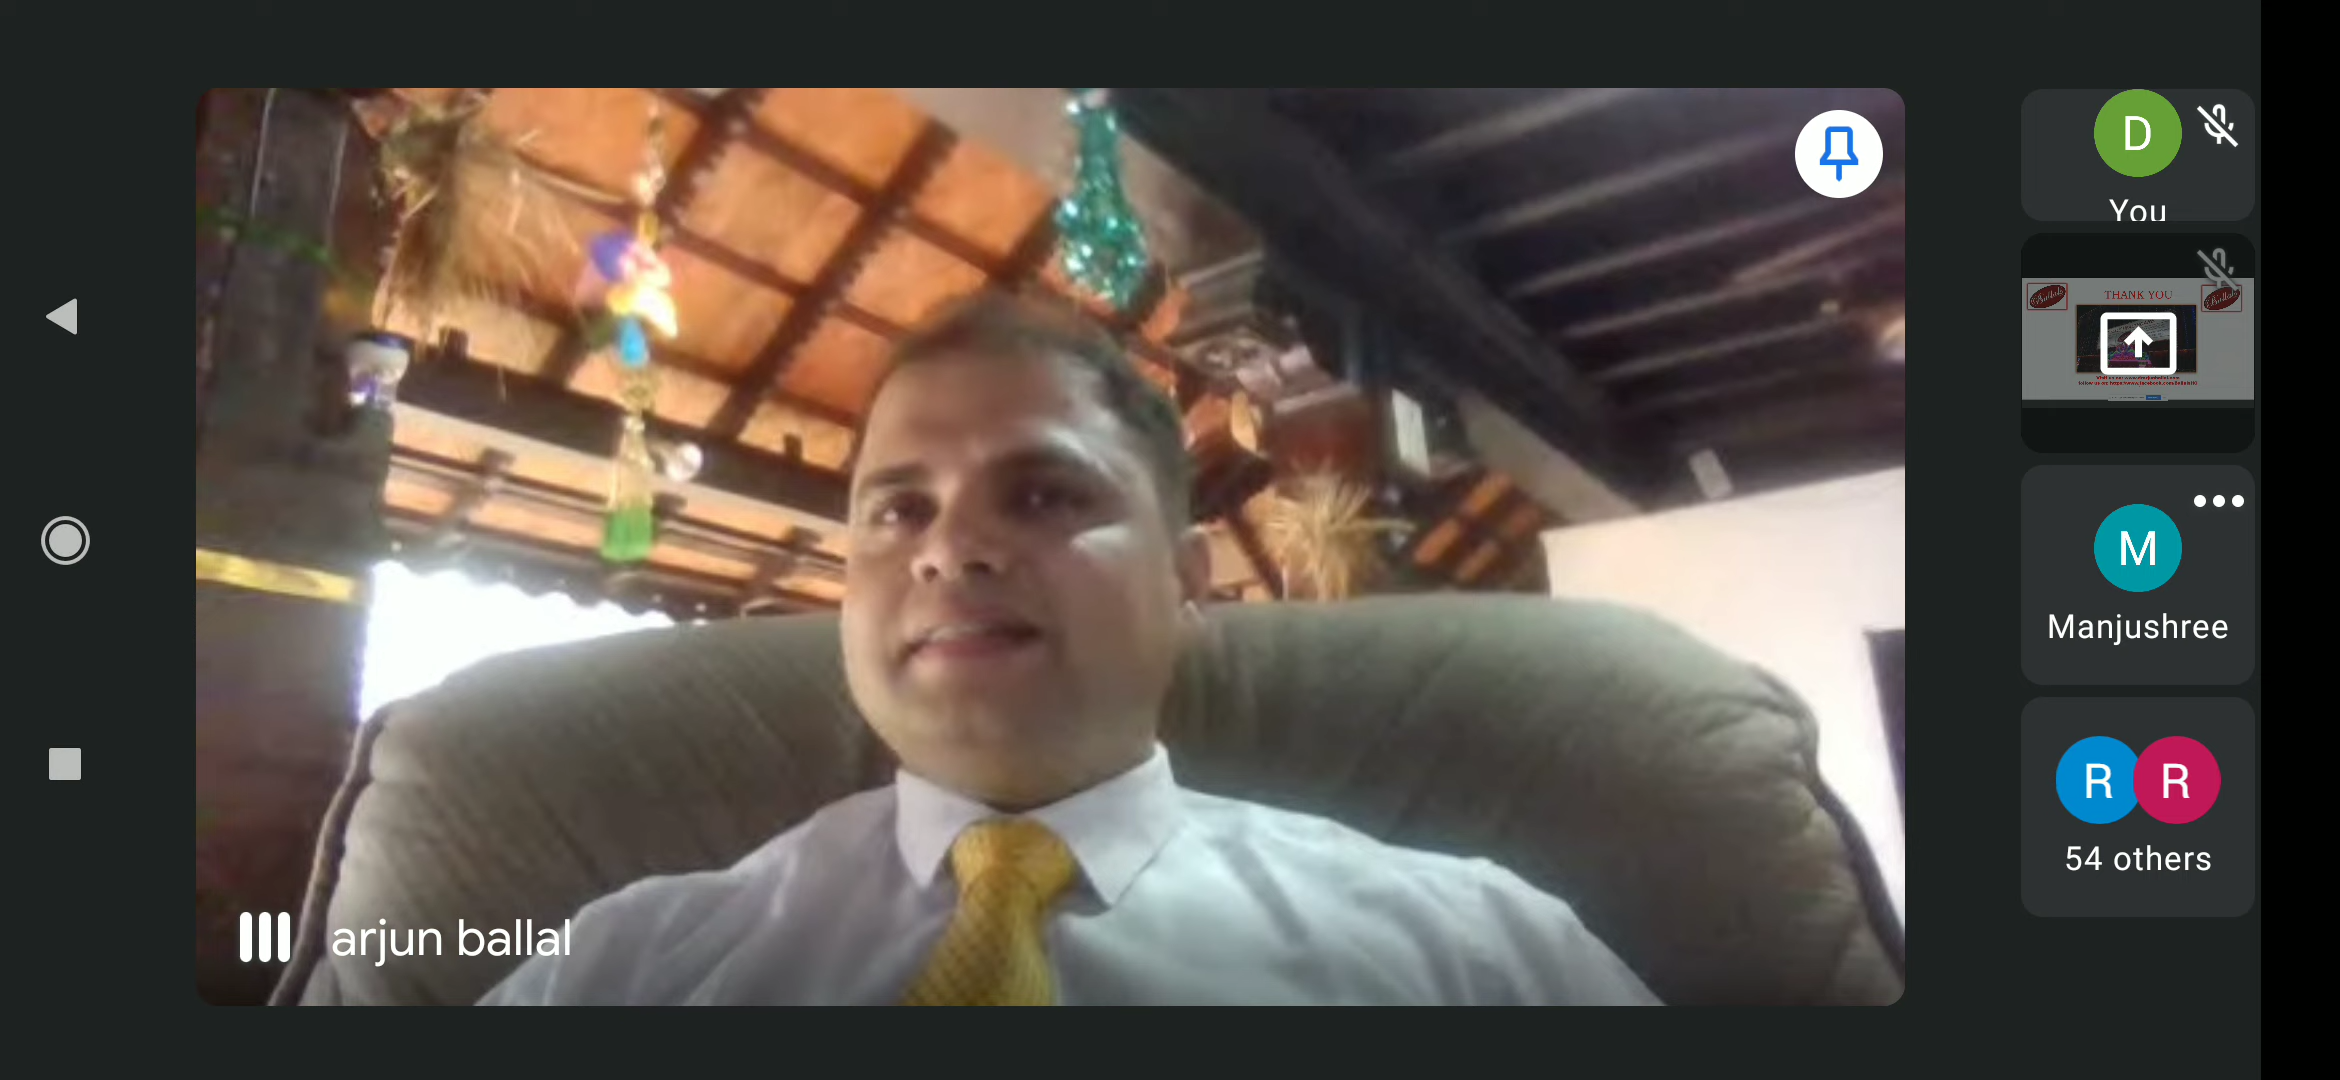 arjun ballal
D
You
THANK YOU
M
Manjushree
R R
54 others